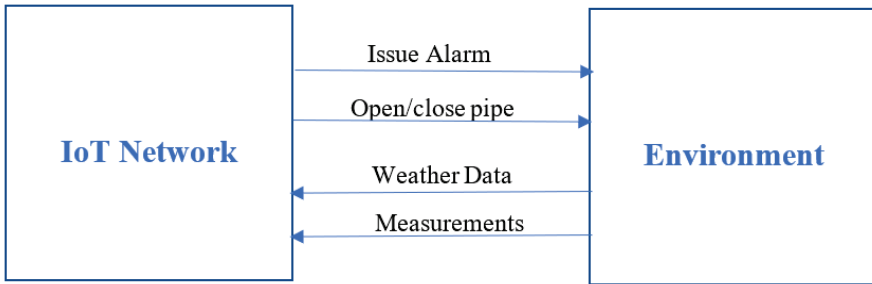 Issue Alarm
Open/close pipe
IoT Network
Environment
Weather Data
Measurements